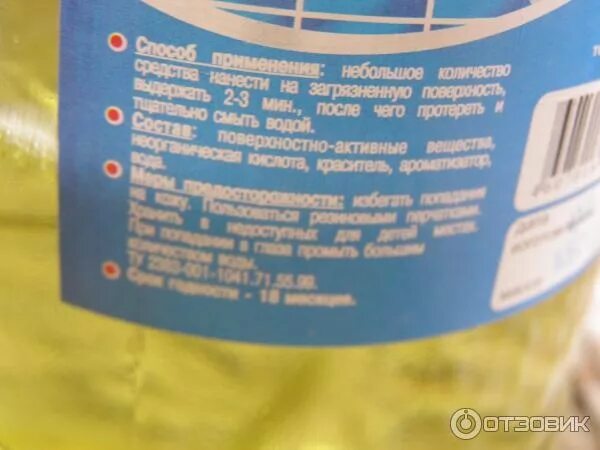 Способ применения: небольшое количество
средства нанести на загрязненную поверхность,
выдержать 2-3 мин., после чего протереть и
тщательно смыть водой.
Состав: поверхностно-активные вещества,
неорганическая кислота, краситель, ароматизатор,
вода.
Меры предосторожности: избегать попадания
на кожу. Пользоваться резиновыми перчатками.
Хранить в недоступных для детей местах.
При попадании в глаза промыть большим
количеством воды.
ТУ
Срок годности - 18 месяцев.
ОТЗОВИК